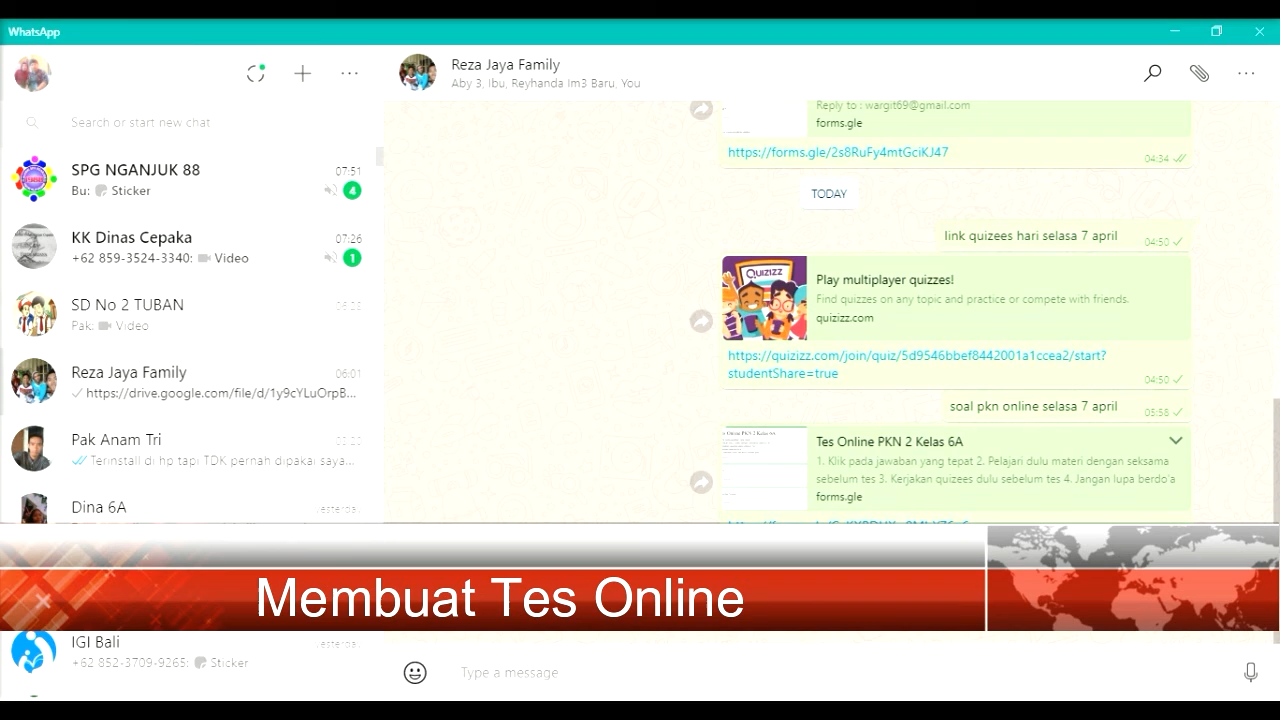 WhatsApp
Search or start new chat
SPG NGANJUK 88
07:51
Bu: Sticker
4
KK Dinas Cepaka
07:26
+62 859-3524-3340: Video
1
SD No 2 TUBAN
Pak: Video
Reza Jaya Family
06:01
https://drive.google.com/file/d/1y9cYLuOrpB...
Pak Anam Tri
Terinstall di hp tapi TDK pernah dipakai saya...
Dina 6A
yesterday
IGI Bali
yesterday
+62 852-3709-9265: Sticker
Reza Jaya Family
Aby 3, Ibu, Reyhanda Im3 Baru, You
Reply to : wargit69@gmail.com
forms.gle
https://forms.gle/2s8RuFy4mtGciKJ47
04:34
TODAY
link quizees hari selasa 7 april
04:50
QUIZIZZ
Play multiplayer quizzes!
Find quizzes on any topic and practice or compete with friends.
quizizz.com
https://quizizz.com/join/quiz/5d9546bbef8442001a1ccea2/start?
studentShare=true
04:50
soal pkn online selasa 7 april
05:58
Tes Online PKN 2 Kelas 6A
1. Klik pada jawaban yang tepat 2. Pelajari dulu materi dengan seksama
sebelum tes 3. Kerjakan quizees dulu sebelum tes 4. Jangan lupa berdo'a
forms.gle
Membuat Tes Online
Type a message